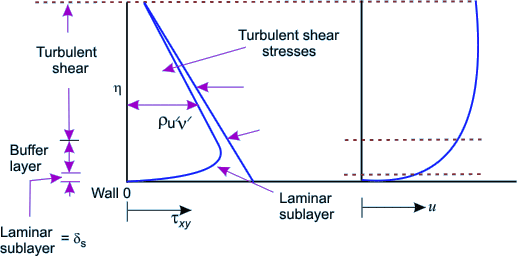 Turbulent
shear
Turbulent shear
stresses
η
ρu′v′
Buffer
layer
Wall 0
Laminar
sublayer
Laminar
sublayer = δs
τxy
u